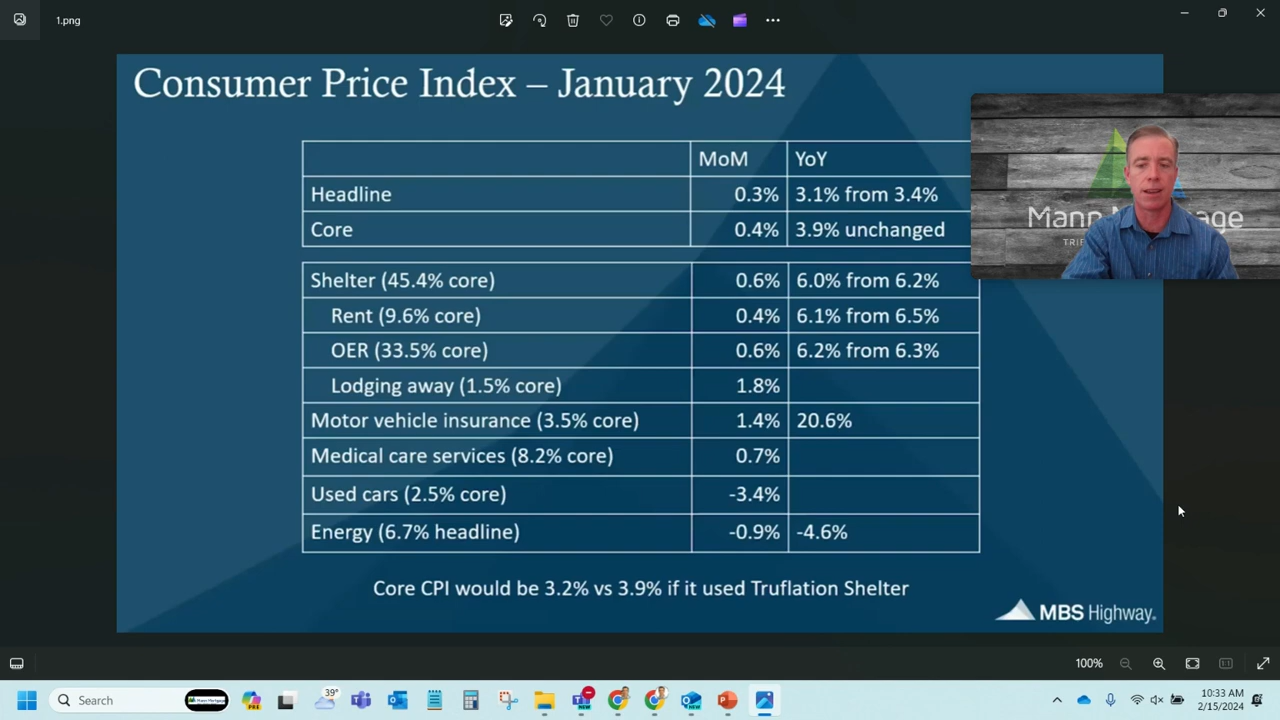 1.png
Consumer Price Index – January 2024
MoM YoY
Headline 0.3% 3.1% from 3.4%
Core 0.4% 3.9% unchanged
Shelter (45.4% core) 0.6% 6.0% from 6.2%
Rent (9.6% core) 0.4% 6.1% from 6.5%
OER (33.5% core) 0.6% 6.2% from 6.3%
Lodging away (1.5% core) 1.8%
Motor vehicle insurance (3.5% core) 1.4% 20.6%
Medical care services (8.2% core) 0.7%
Used cars (2.5% core) -3.4%
Energy (6.7% headline) -0.9% -4.6%
Core CPI would be 3.2% vs 3.9% if it used Truflation Shelter
MBS Highway
Mann
100%
1:1
Search
39°
PRE
NEW
10:33 AM
2/15/2024